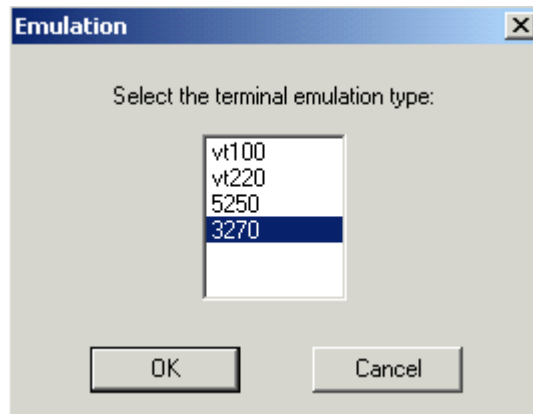 Emulation
Select the terminal emulation type:
vt100
vt220
5250
3270
OK Cancel